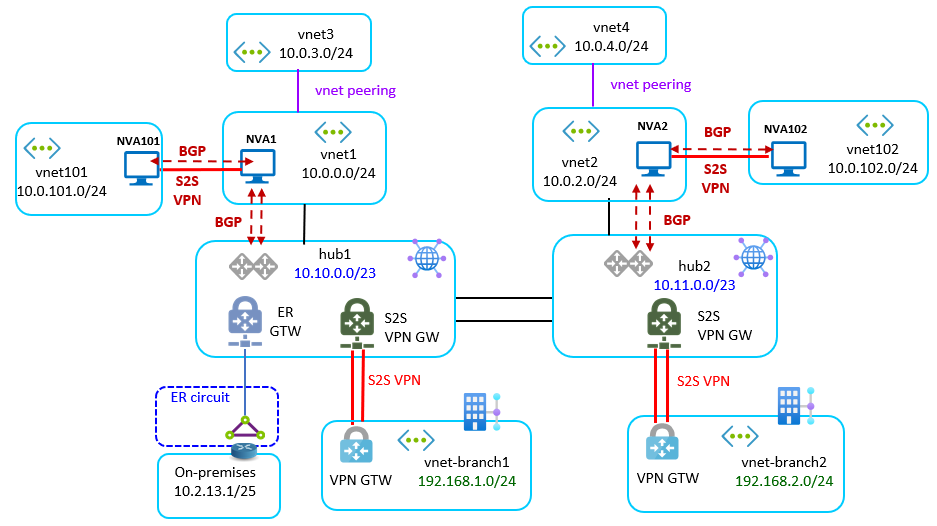 vnet3
10.0.3.0/24
vnet4
10.0.4.0/24
vnet peering
vnet peering
NVA101
BGP
NVA1
vnet101
10.0.101.0/24
S2S
VPN
vnet1
10.0.0.0/24
NVA2
BGP
NVA102
vnet2
10.0.2.0/24
S2S
VPN
vnet102
10.0.102.0/24
BGP
BGP
hub1
10.10.0.0/23
hub2
10.11.0.0/23
ER
GTW
S2S
VPN GW
S2S
VPN GW
S2S VPN
S2S VPN
ER circuit
On-premises
10.2.13.1/25
VPN GTW
vnet-branch1
192.168.1.0/24
VPN GTW
vnet-branch2
192.168.2.0/24